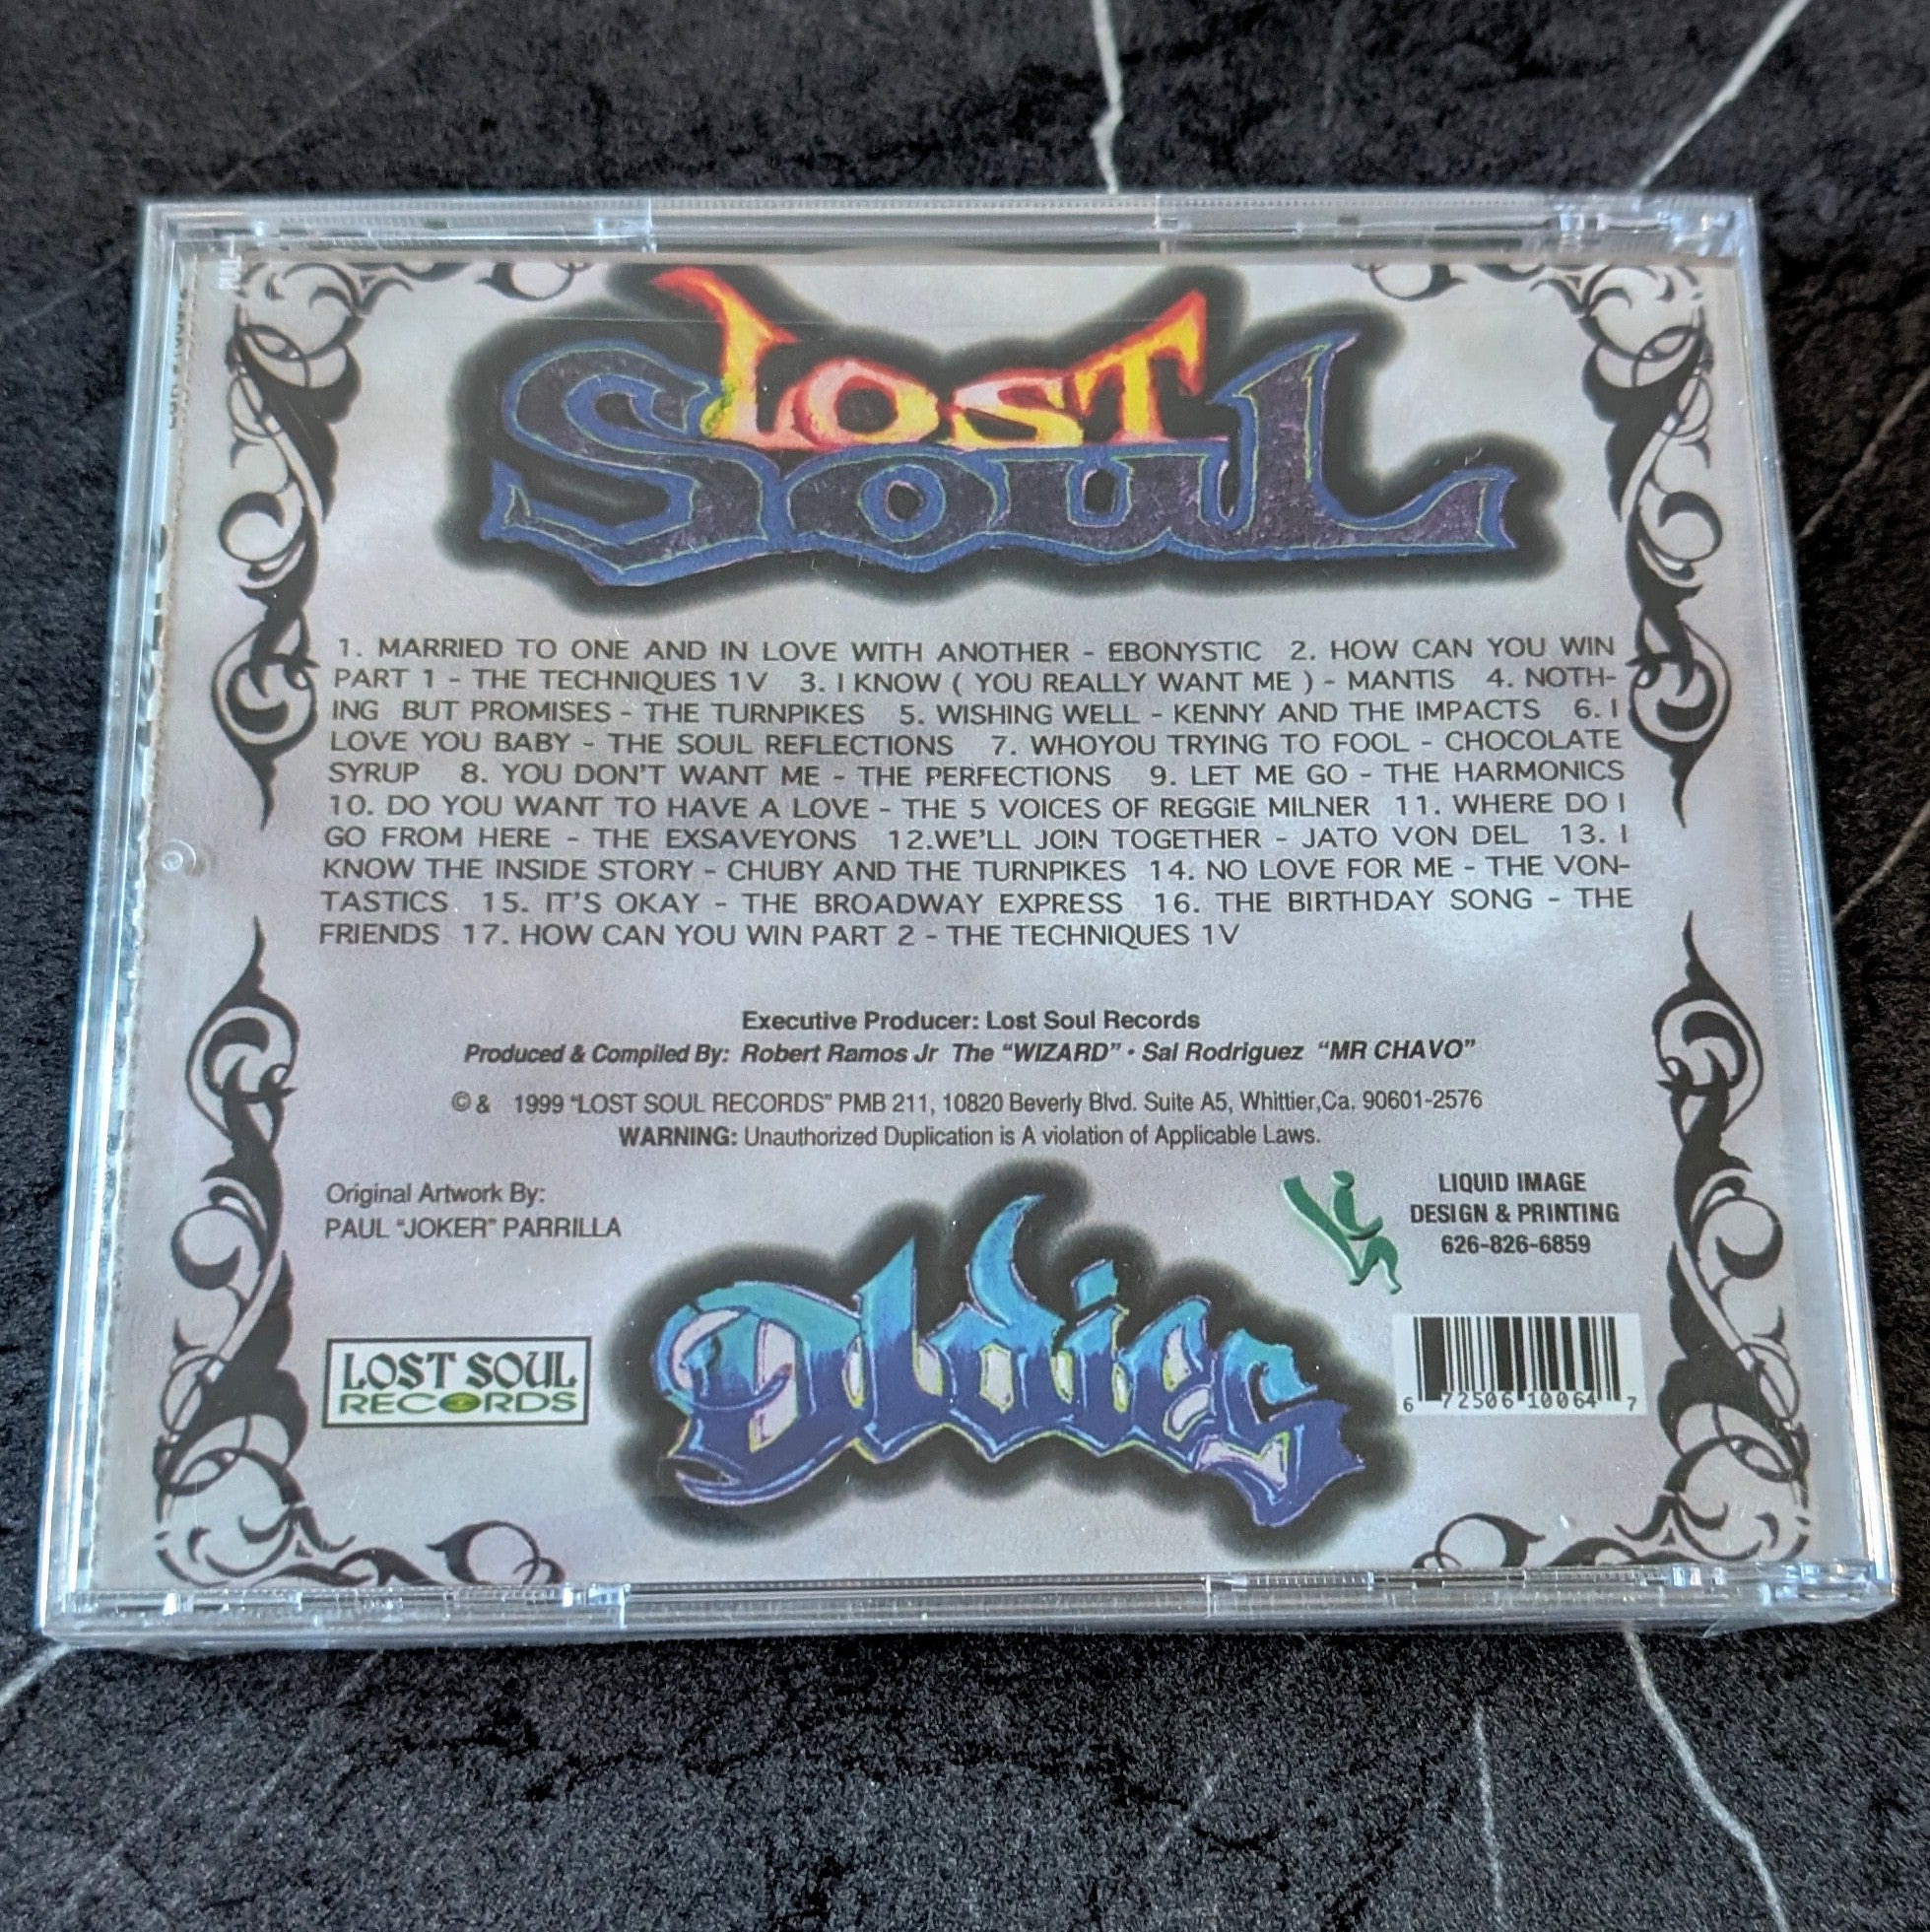 PULL
LOST
SOUL
1. MARRIED TO ONE AND IN LOVE WITH ANOTHER - EBONYSTIC 2. HOW CAN YOU WIN
PART 1 - THE TECHNIQUES 1V 3. I KNOW ( YOU REALLY WANT ME ) - MANTIS 4. NOTH-
ING BUT PROMISES - THE TURNPIKES 5. WISHING WELL - KENNY AND THE IMPACTS 6. I
LOVE YOU BABY - THE SOUL REFLECTIONS 7. WHOYOU TRYING TO FOOL - CHOCOLATE
SYRUP 8. YOU DON'T WANT ME - THE PERFECTIONS 9. LET ME GO - THE HARMONICS
10. DO YOU WANT TO HAVE A LOVE - THE 5 VOICES OF REGGIE MILNER 11. WHERE DO I
GO FROM HERE - THE EXSAVEYONS 12.WE'LL JOIN TOGETHER - JATO VON DEL 13. I
KNOW THE INSIDE STORY - CHUBY AND THE TURNPIKES 14. NO LOVE FOR ME - THE VON-
TASTICS 15. IT'S OKAY - THE BROADWAY EXPRESS 16. THE BIRTHDAY SONG - THE
FRIENDS 17. HOW CAN YOU WIN PART 2 - THE TECHNIQUES 1V
Executive Producer: Lost Soul Records
Produced & Compiled By: Robert Ramos Jr The "WIZARD" • Sal Rodriguez "MR CHAVO"
© & 1999 "LOST SOUL RECORDS" PMB 211, 10820 Beverly Blvd. Suite A5, Whittier,Ca. 90601-2576
WARNING: Unauthorized Duplication is A violation of Applicable Laws.
Original Artwork By:
PAUL "JOKER" PARRILLA
LIQUID IMAGE
DESIGN & PRINTING
626-826-6859
LOST SOUL
RECORDS
Oldies
6 72506 10064 7